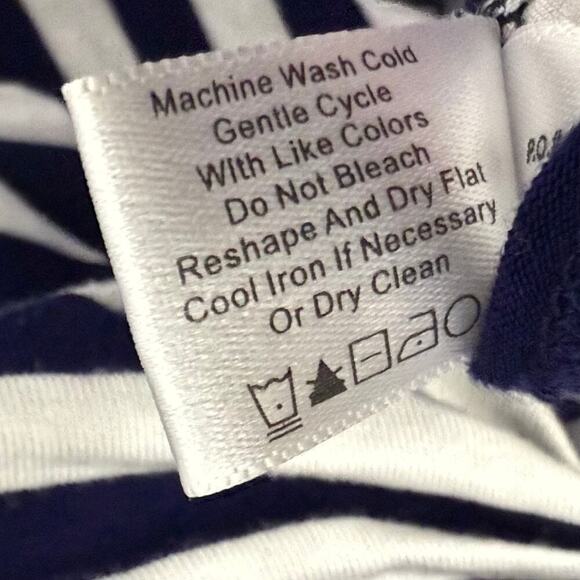 Machine Wash Cold
Gentle Cycle
WIth Like Colors
Do Not Bleach
Reshape And Dry Flat
Cool Iron If Necessary
Or Dry Clean
P.O.